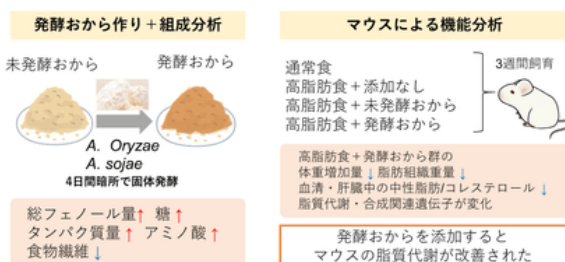 発酵おから作り＋組成分析
未発酵おから
発酵おから
A. Oryzae
A. sojae
4日間暗所で固体発酵
総フェノール量↑ 糖↑
タンパク質量↑ アミノ酸↑
食物繊維↓
マウスによる機能分析
通常食
高脂肪食＋添加なし
高脂肪食＋未発酵おから
高脂肪食＋発酵おから
3週間飼育
高脂肪食＋発酵おから群の
体重増加量↓ 脂肪組織重量↓
血清・肝臓中の中性脂肪/コレステロール↓
脂質代謝・合成関連遺伝子が変化
発酵おからを添加すると
マウスの脂質代謝が改善された